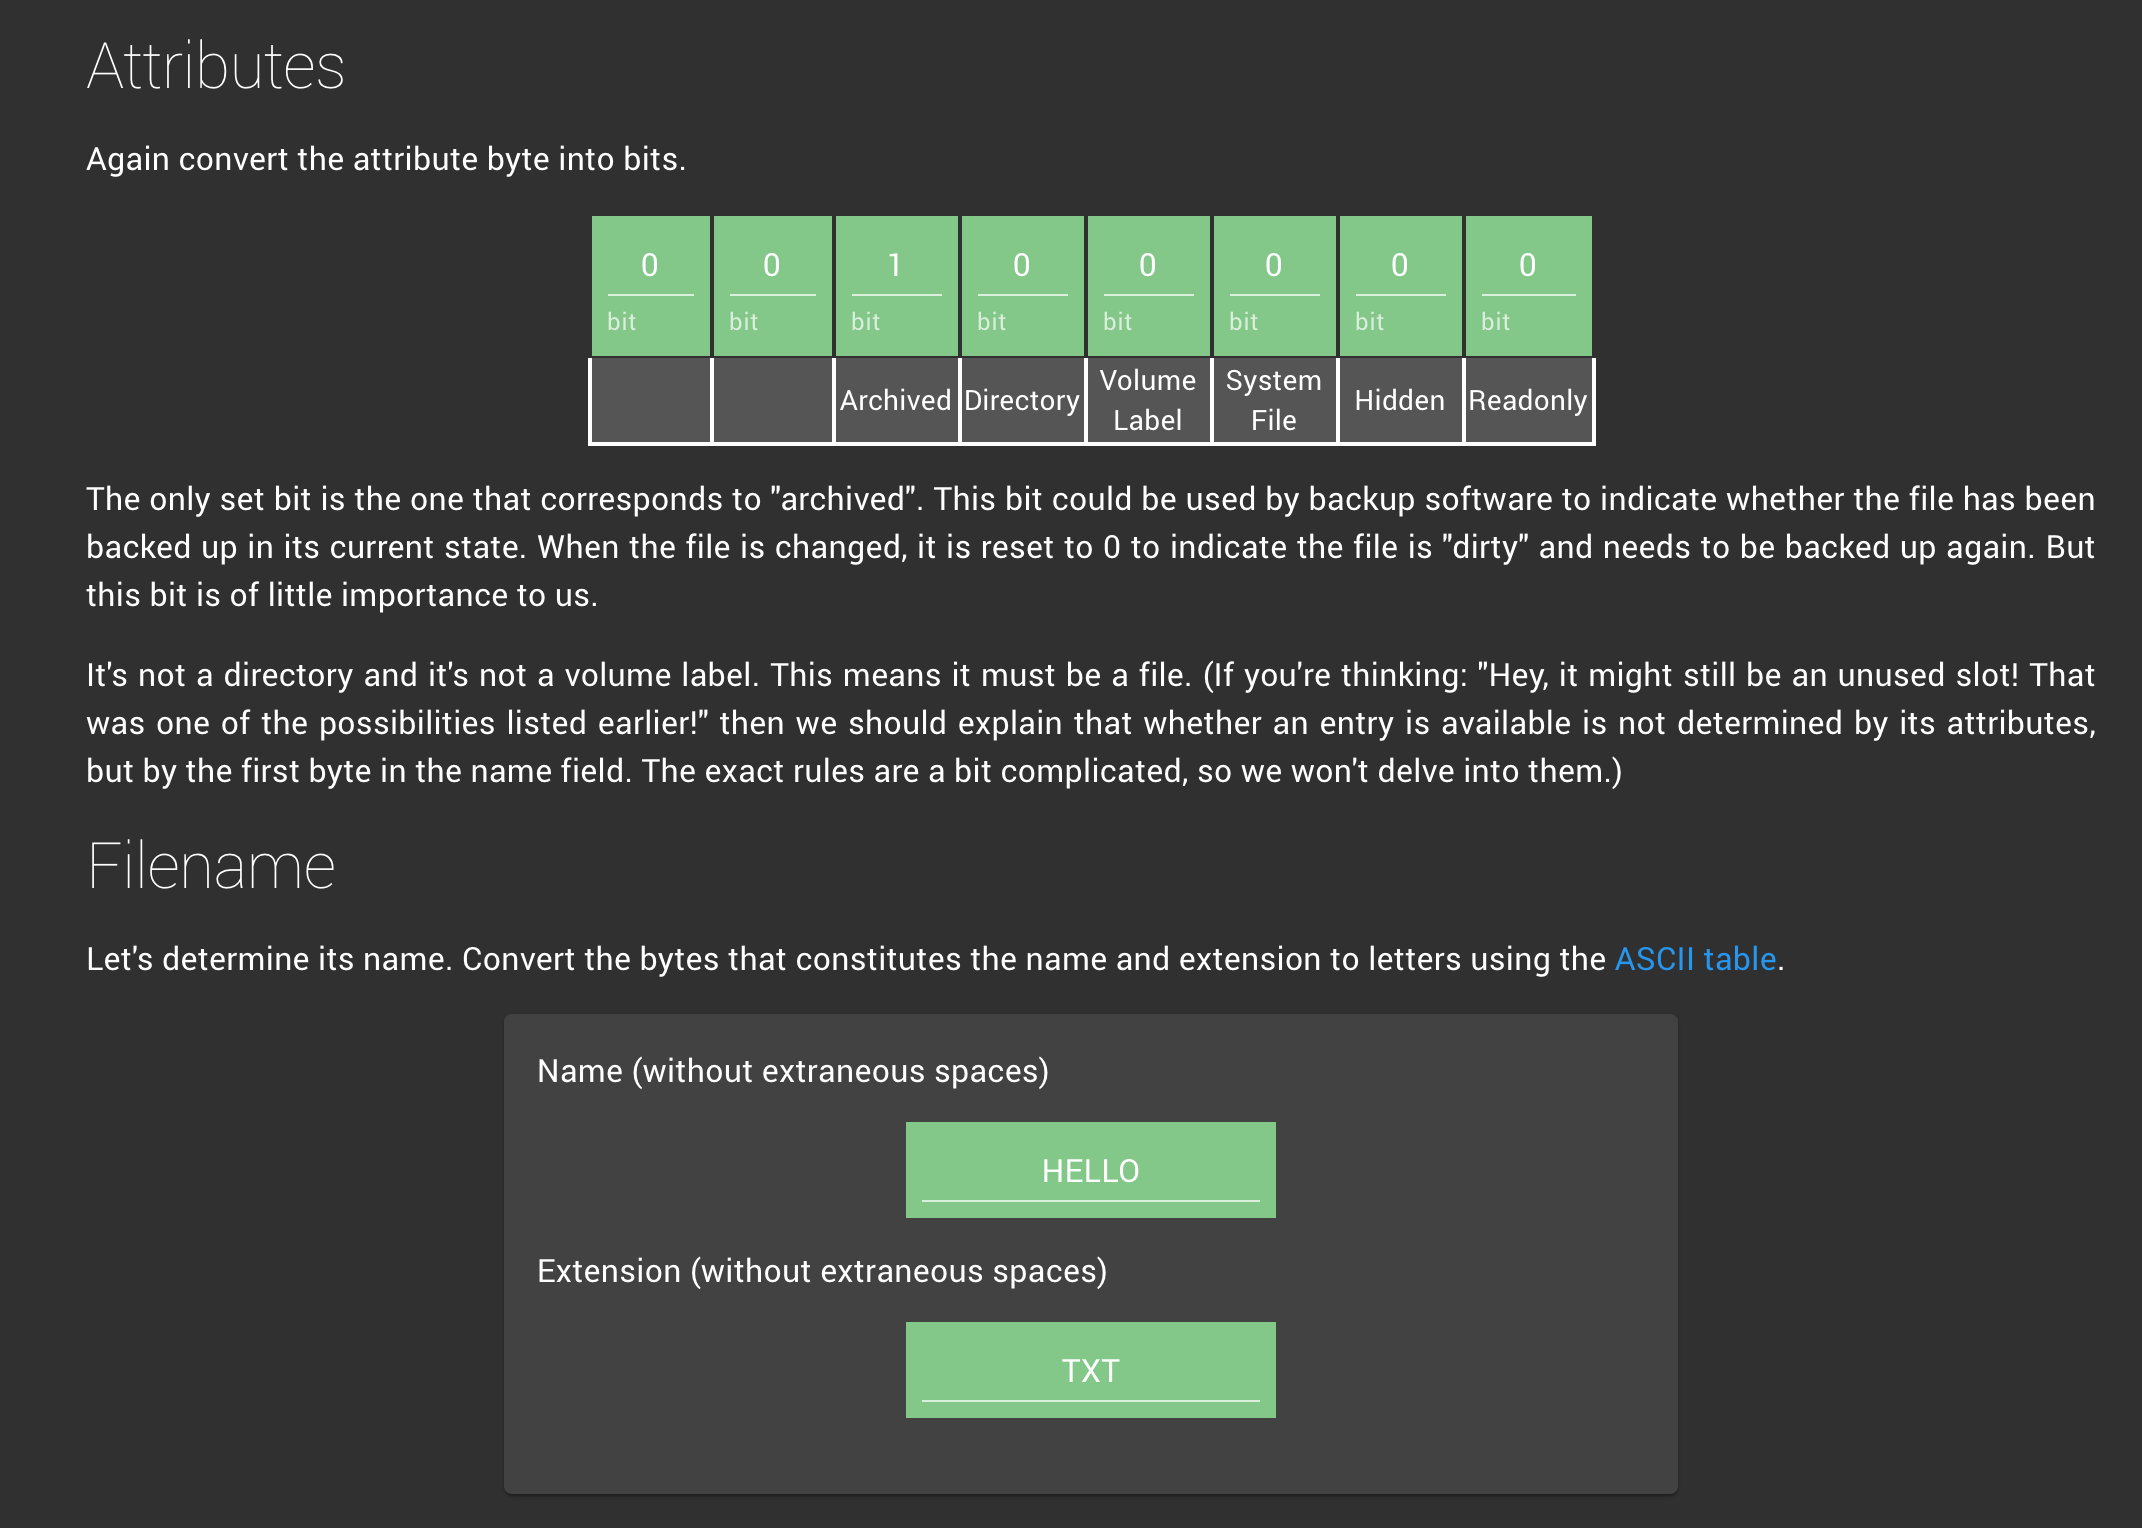 Attributes
Again convert the attribute byte into bits.
0 0 1 0 0 0 0 0
bit bit bit bit bit bit bit bit
Archived Directory Volume Label System File Hidden Readonly
The only set bit is the one that corresponds to "archived". This bit could be used by backup software to indicate whether the file has been
backed up in its current state. When the file is changed, it is reset to 0 to indicate the file is "dirty" and needs to be backed up again. But
this bit is of little importance to us.
It's not a directory and it's not a volume label. This means it must be a file. (If you're thinking: "Hey, it might still be an unused slot! That
was one of the possibilities listed earlier!" then we should explain that whether an entry is available is not determined by its attributes,
but by the first byte in the name field. The exact rules are a bit complicated, so we won't delve into them.)
Filename
Let's determine its name. Convert the bytes that constitutes the name and extension to letters using the ASCII table.
Name (without extraneous spaces)
HELLO
Extension (without extraneous spaces)
TXT